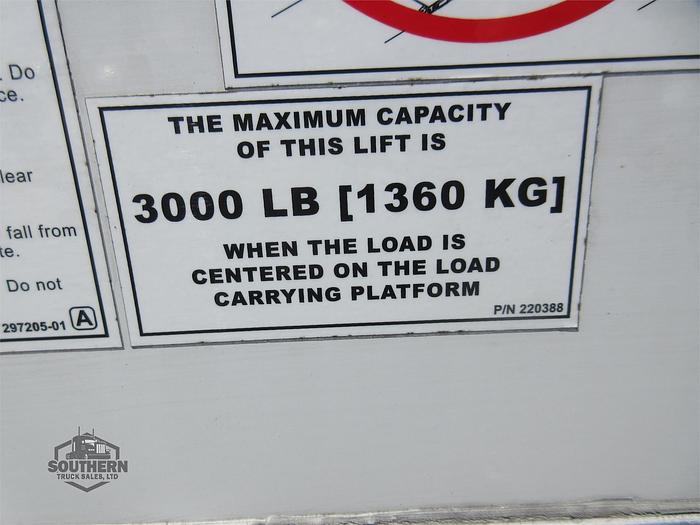 Do
ce.
lear
fall from
te.
Do not
297205-01 A
THE MAXIMUM CAPACITY
OF THIS LIFT IS
3000 LB [1360 KG]
WHEN THE LOAD IS
CENTERED ON THE LOAD
CARRYING PLATFORM
P/N 220388
SOUTHERN
TRUCK SALES, LTD